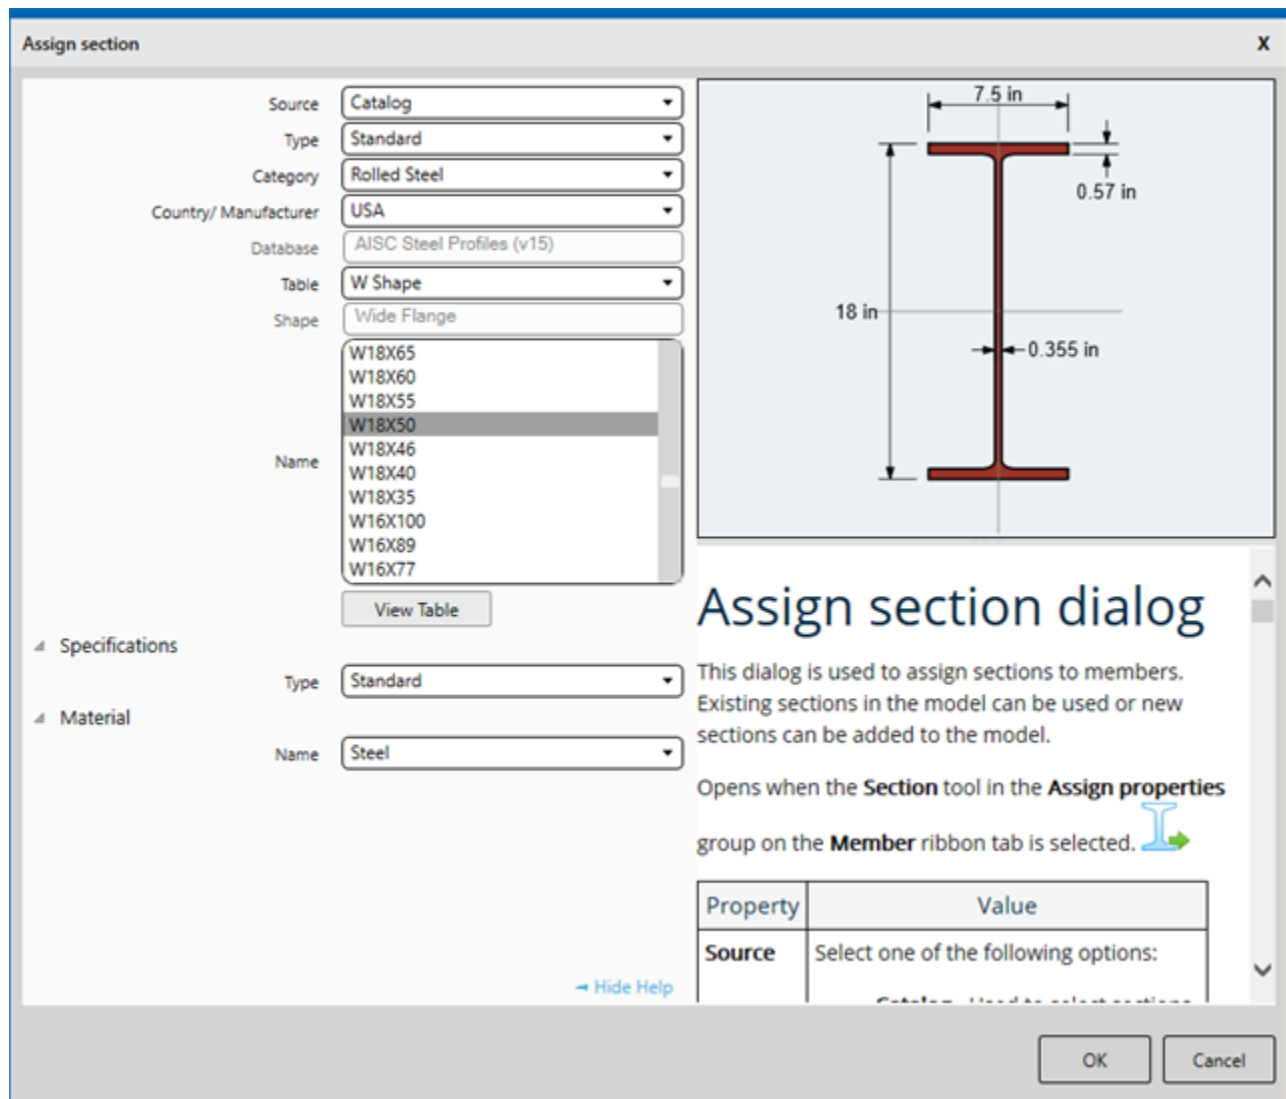 Assign section
X
Source Catalog
Type Standard
Category Rolled Steel
Country/ Manufacturer USA
Database AISC Steel Profiles (v15)
Table W Shape
Shape Wide Flange
Name
W18X65
W18X60
W18X55
W18X50
W18X46
W18X40
W18X35
W16X100
W16X89
W16X77
View Table
Specifications
Type Standard
Material
Name Steel
Hide Help
7.5 in
0.57 in
18 in
0.355 in
Assign section dialog
This dialog is used to assign sections to members.
Existing sections in the model can be used or new
sections can be added to the model.
Opens when the Section tool in the Assign properties
group on the Member ribbon tab is selected.
Property Value
Source Select one of the following options:
Catalog - Used to select sections
OK
Cancel